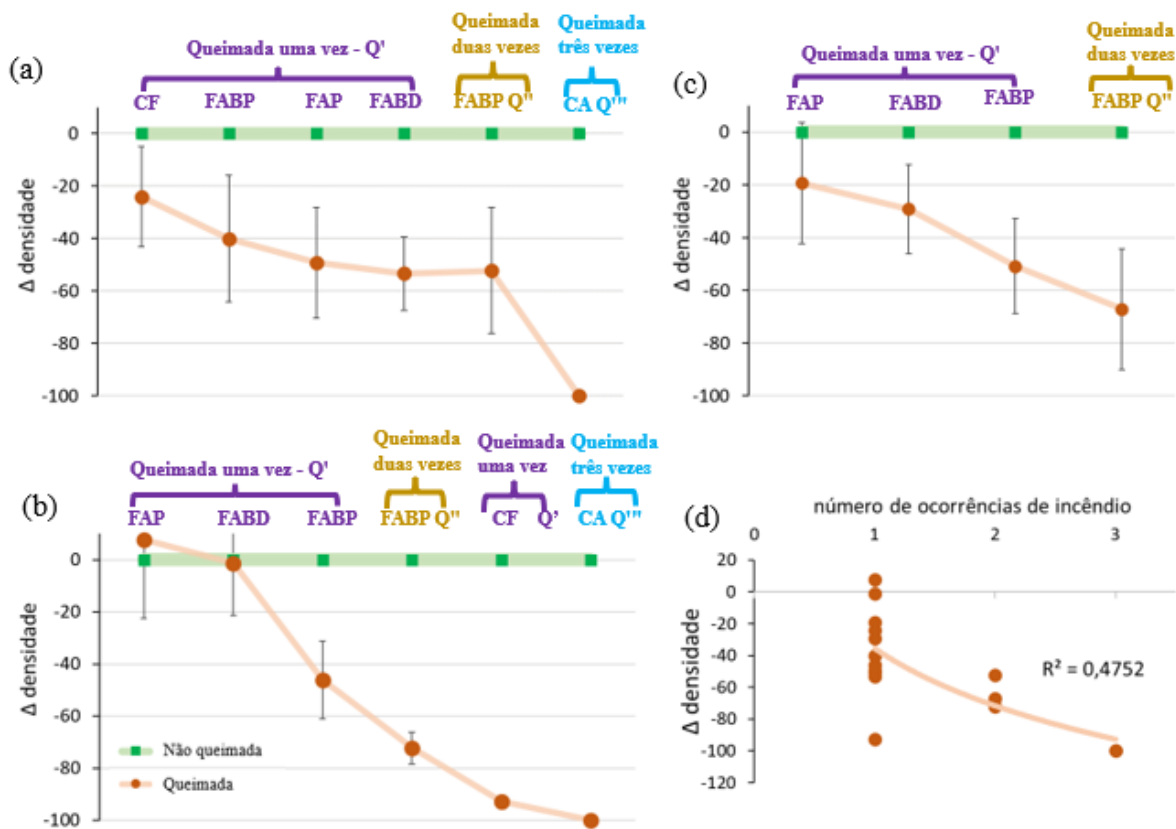 (a)
Queimada uma vez - Q'
Queimada
duas vezes
Queimada
três vezes
CF FABP FAP FABD FABP Q'' CA Q'''
Δ densidade
0
-20
-40
-60
-80
-100
(c)
Queimada uma vez - Q'
Queimada
duas vezes
FAP FABD FABP FABP Q''
Δ densidade
0
-20
-40
-60
-80
-100
(b)
Queimada uma vez - Q'
Queimada
duas vezes
Queimada
uma vez
Queimada
três vezes
FAP FABD FABP FABP Q'' CF Q' CA Q'''
Δ densidade
0
-20
-40
-60
-80
-100
Não queimada
Queimada
(d)
número de ocorrências de incêndio
0 1 2 3
Δ densidade
20
0
-20
-40
-60
-80
-100
-120
R² = 0,4752